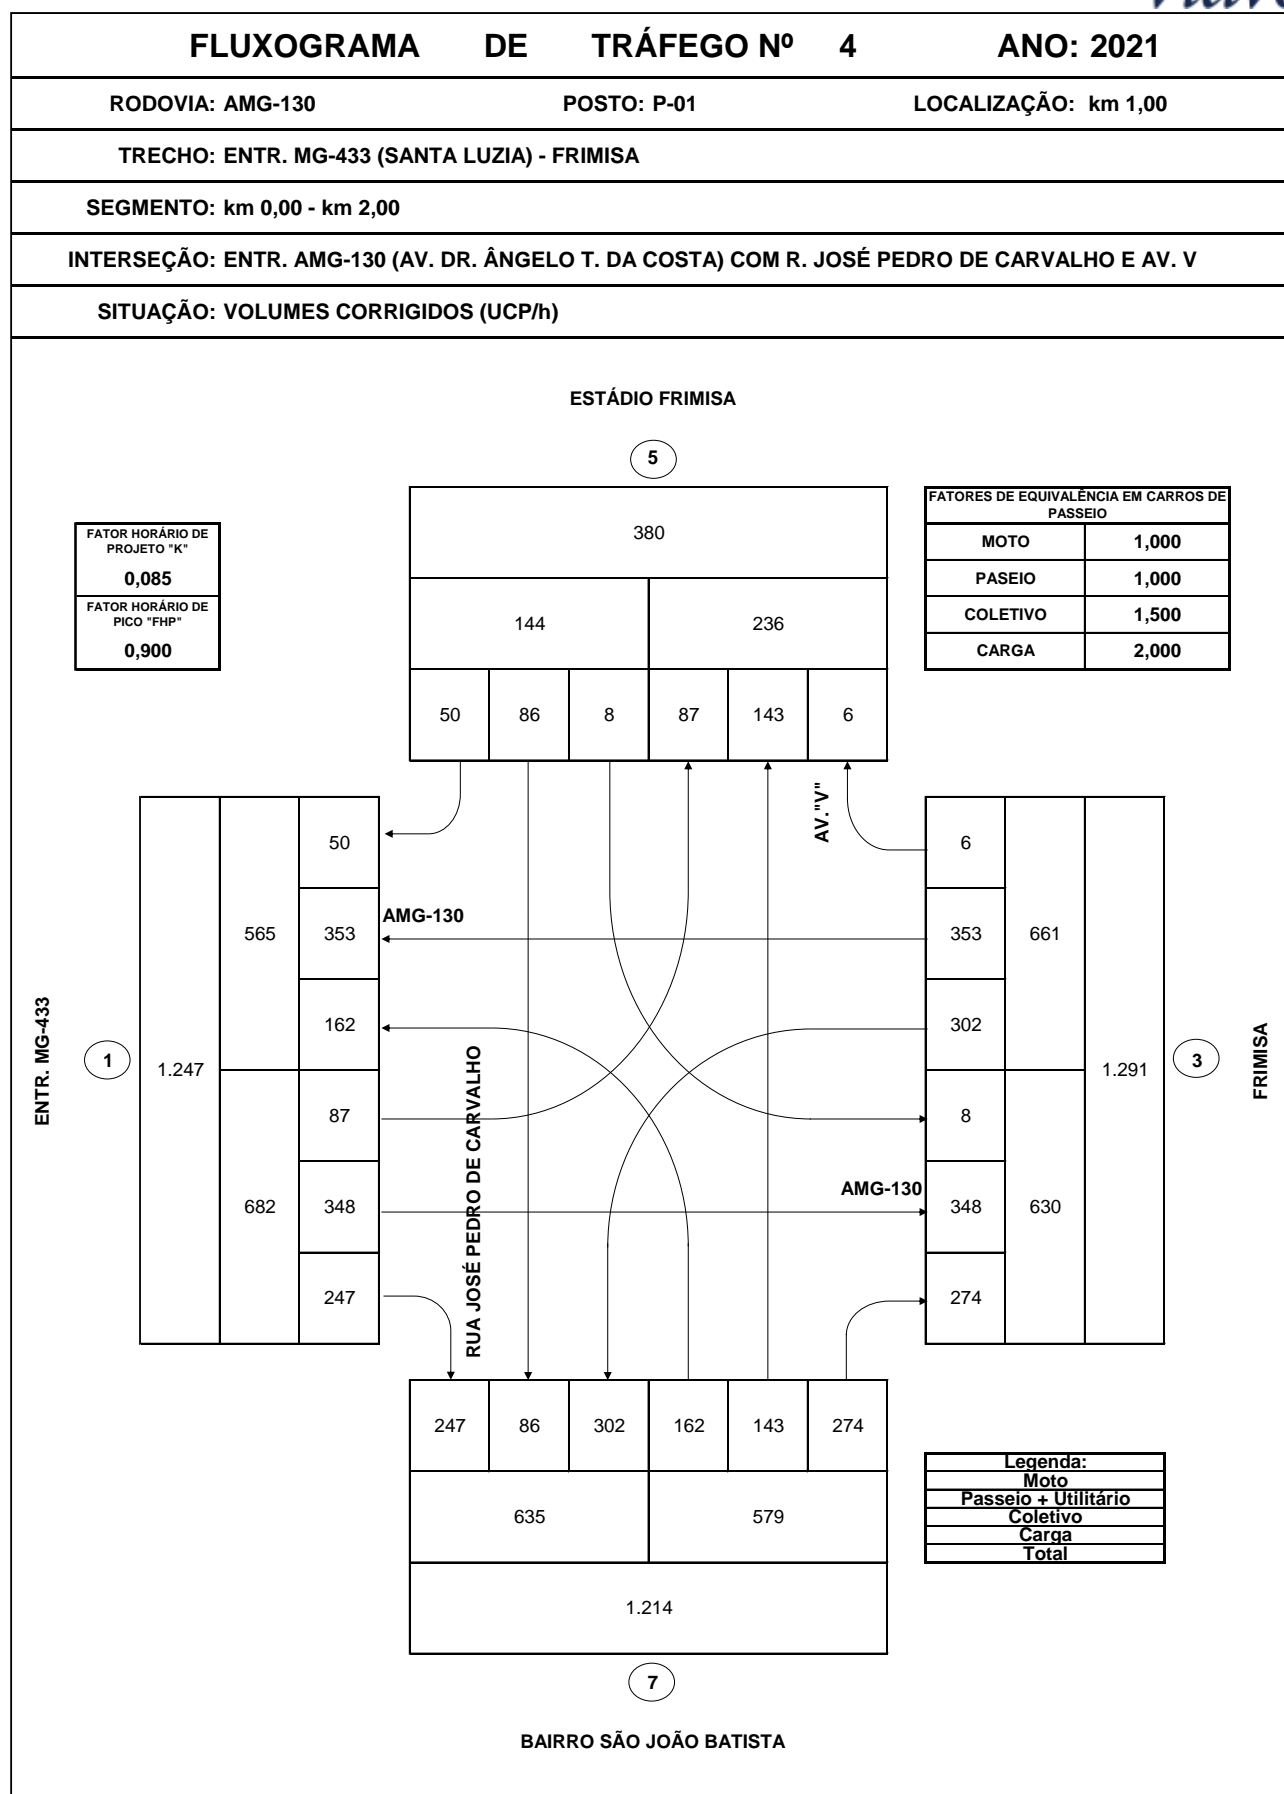 FLUXOGRAMA DE TRÁFEGO Nº 4 ANO: 2021
RODOVIA: AMG-130 POSTO: P-01 LOCALIZAÇÃO: km 1,00
TRECHO: ENTR. MG-433 (SANTA LUZIA) - FRIMISA
SEGMENTO: km 0,00 - km 2,00
INTERSEÇÃO: ENTR. AMG-130 (AV. DR. ÂNGELO T. DA COSTA) COM R. JOSÉ PEDRO DE CARVALHO E AV. V
SITUAÇÃO: VOLUMES CORRIGIDOS (UCP/h)
ESTÁDIO FRIMISA
5
FATOR HORÁRIO DE
PROJETO "K"
0,085
FATOR HORÁRIO DE
PICO "FHP"
0,900
380
144 236
50 86 8 87 143 6
FATORES DE EQUIVALÊNCIA EM CARROS DE
PASSEIO
MOTO 1,000
PASEIO 1,000
COLETIVO 1,500
CARGA 2,000
AV."V"
ENTR. MG-433
1
1.247
565
682
50
353
162
87
348
247
AMG-130
RUA JOSÉ PEDRO DE CARVALHO
AMG-130
6
353
302
8
348
274
661
630
1.291
3
FRIMISA
247 86 302 162 143 274
635 579
1.214
7
BAIRRO SÃO JOÃO BATISTA
Legenda:
Moto
Passeio + Utilitário
Coletivo
Carga
Total